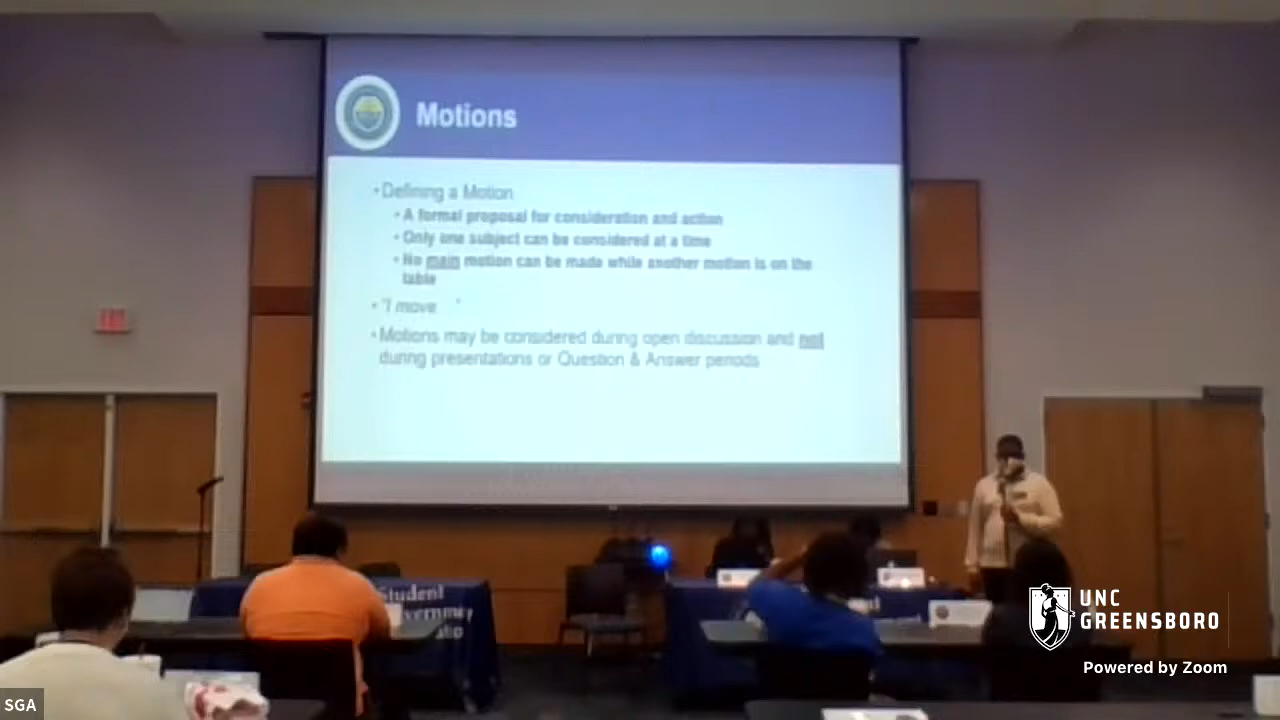 Motions
•Defining a Motion
•A formal proposal for consideration and action
•Only one subject can be considered at a time
•No main motion can be made while another motion is on the
table
•"I move
•Motions may be considered during open discussion and not
during presentations or Question & Answer periods
Student
UNC
GREENSBORO
Powered by Zoom
SGA